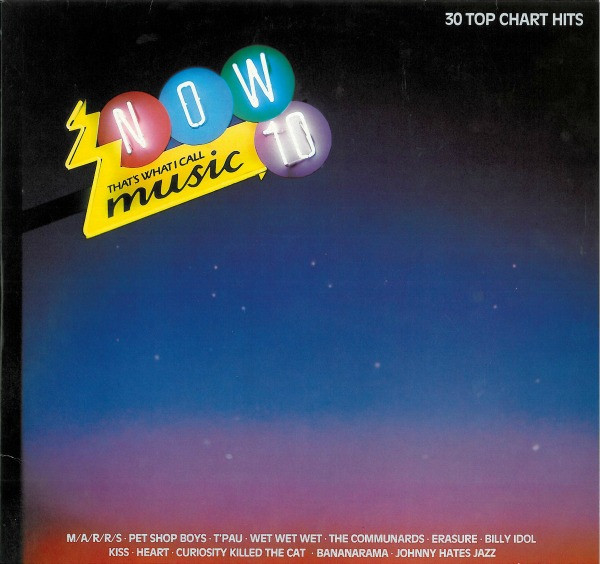 30 TOP CHART HITS
NOW
10
THAT'S WHAT I CALL
music
M/A/R/R/S · PET SHOP BOYS · T'PAU · WET WET WET · THE COMMUNARDS · ERASURE · BILLY IDOL
KISS · HEART · CURIOSITY KILLED THE CAT · BANANARAMA · JOHNNY HATES JAZZ